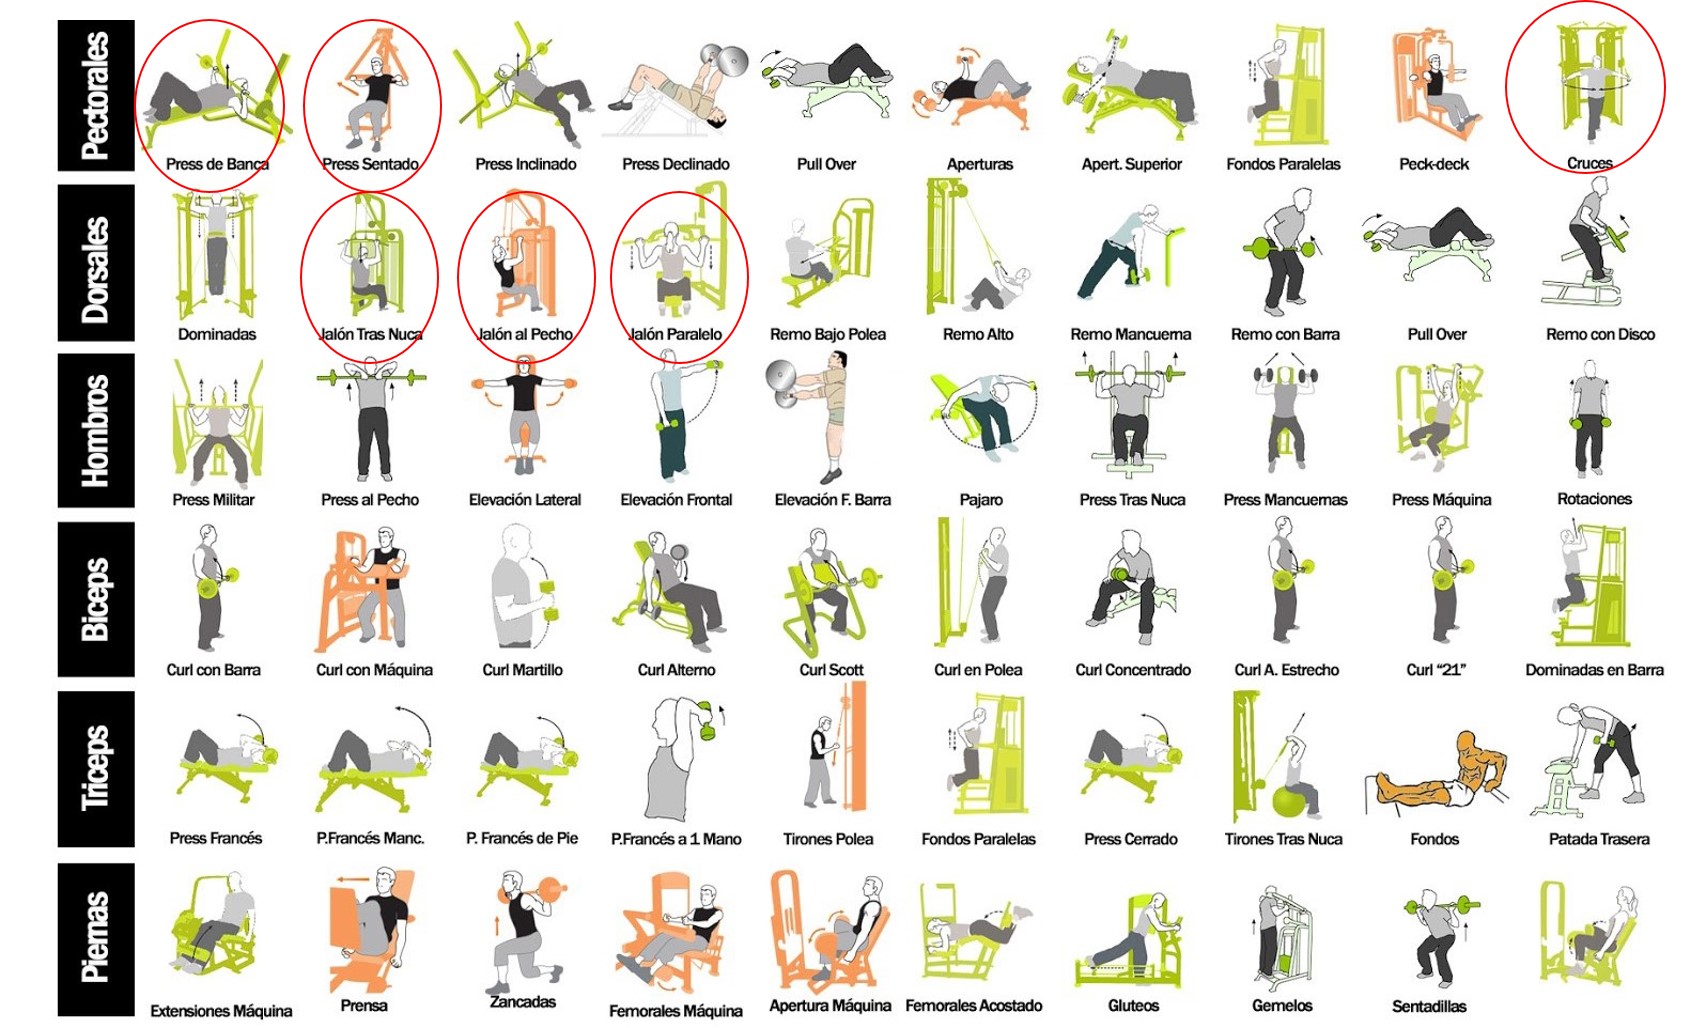 Pectorales
Press de Banca
Press Sentado
Press Inclinado
Press Declinado
Pull Over
Aperturas
Apert. Superior
Fondos Paralelas
Peck-deck
Cruces
Dorsales
Dominadas
Jalón Tras Nuca
Jalón al Pecho
Jalón Paralelo
Remo Bajo Polea
Remo Alto
Remo Mancuerna
Remo con Barra
Pull Over
Remo con Disco
Hombros
Press Militar
Press al Pecho
Elevación Lateral
Elevación Frontal
Elevación F. Barra
Pajaro
Press Tras Nuca
Press Mancuernas
Press Máquina
Rotaciones
Biceps
Curl con Barra
Curl con Máquina
Curl Martillo
Curl Alterno
Curl Scott
Curl en Polea
Curl Concentrado
Curl A. Estrecho
Curl “21”
Dominadas en Barra
Triceps
Press Francés
P.Francés Manc.
P. Francés de Pie
P.Francés a 1 Mano
Tirones Polea
Fondos Paralelas
Press Cerrado
Tirones Tras Nuca
Fondos
Patada Trasera
Piernas
Extensiones Máquina
Prensa
Zancadas
Femorales Máquina
Apertura Máquina
Femorales Acostado
Gluteos
Gemelos
Sentadillas